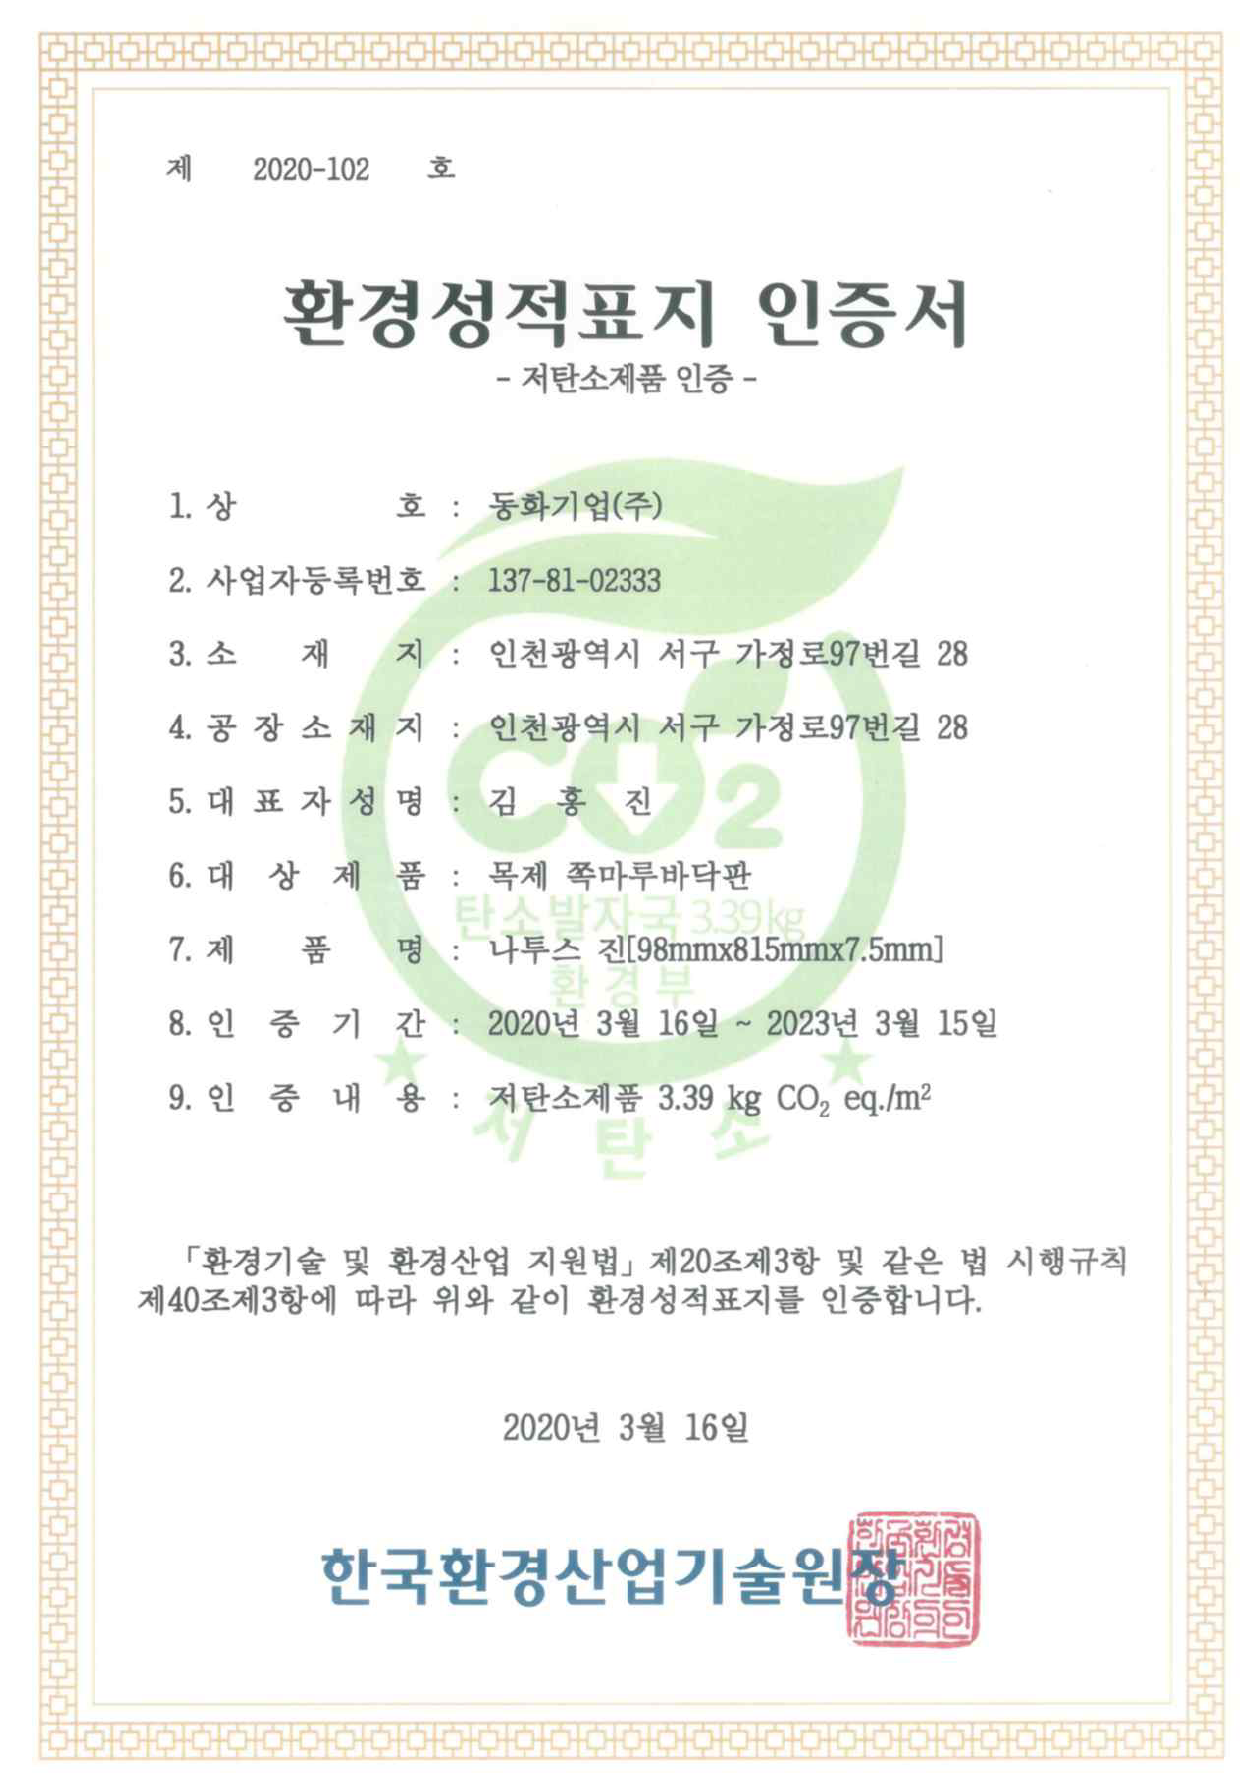 제 2020-102 호
환경성적표지 인증서
- 저탄소제품 인증 -
1. 상 호 : 동화기업(주)
2. 사업자등록번호 : 137-81-02333
3. 소 재 지 : 인천광역시 서구 가정로97번길 28
4. 공 장 소 재 지 : 인천광역시 서구 가정로97번길 28
5. 대 표 자 성 명 : 김 홍 진
CO2
6. 대 상 제 품 : 목제 쪽마루바닥판
탄소발자국 3.39kg
7. 제 품 명 : 나투스 진[98mmx815mmx7.5mm]
환경부
8. 인 증 기 간 : 2020년 3월 16일 ~ 2023년 3월 15일
9. 인 증 내 용 : 저탄소제품 3.39 kg CO₂ eq./m²
저 탄 소
「환경기술 및 환경산업 지원법」제20조제3항 및 같은 법 시행규칙
제40조제3항에 따라 위와 같이 환경성적표지를 인증합니다.
2020년 3월 16일
한국환경산업기술원장